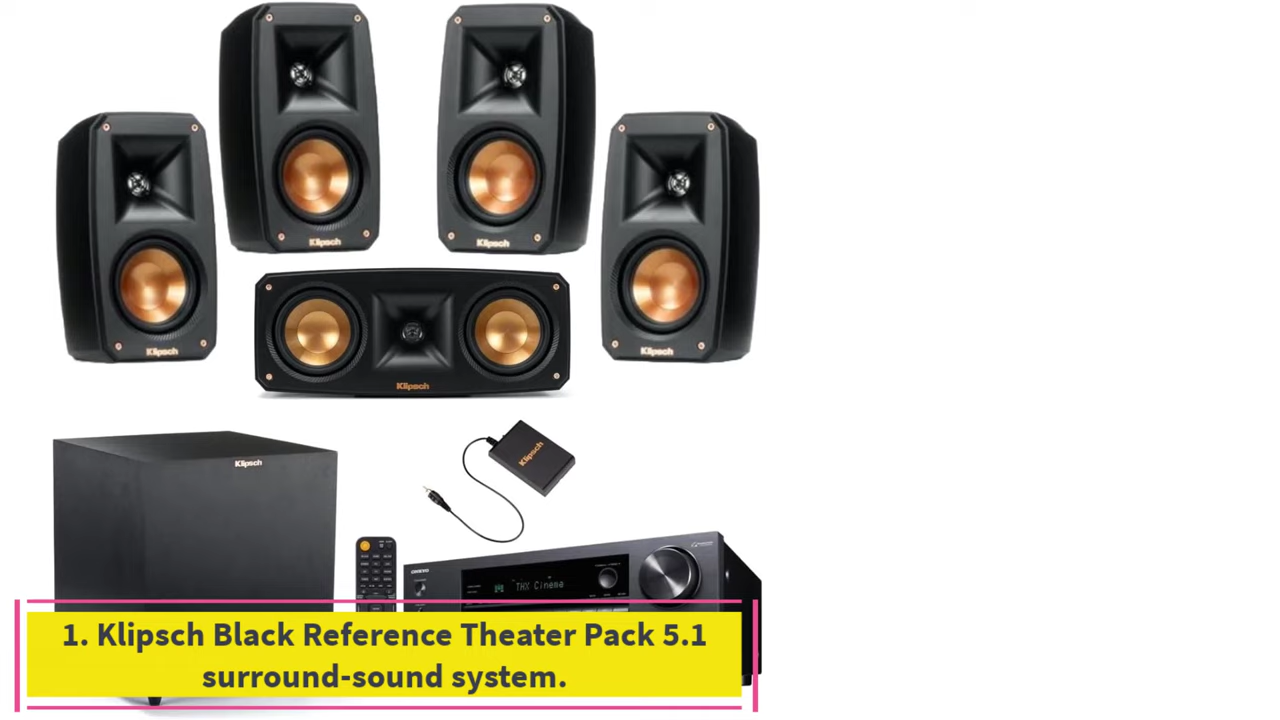 Klipsch
Klipsch
Klipsch
Klipsch
Klipsch
Klipsch
Klipsch
ONKYO
THX Cinema
1. Klipsch Black Reference Theater Pack 5.1
surround-sound system.